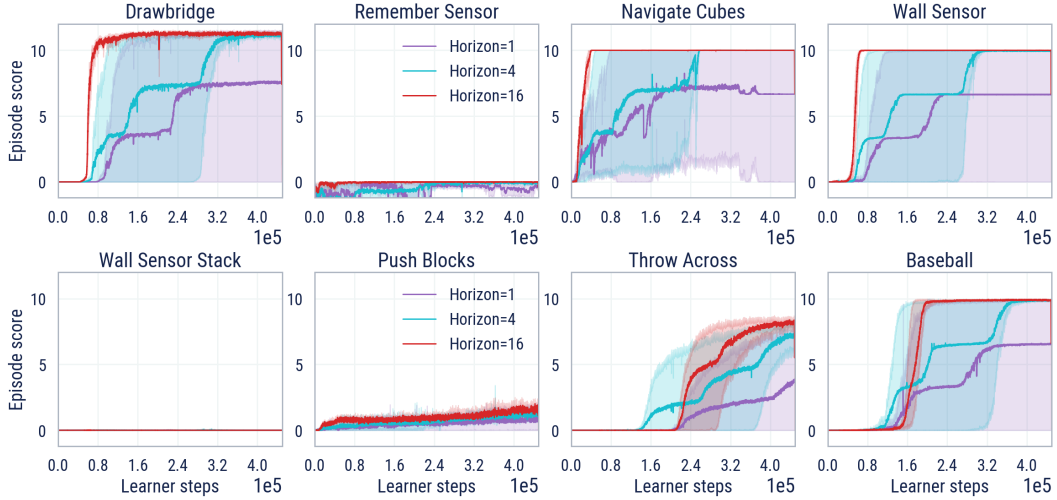 Drawbridge
Remember Sensor
Navigate Cubes
Wall Sensor
Episode score
10
5
0
0.0 0.8 1.6 2.4 3.2 4.0
1e5
10
5
0
Horizon=1
Horizon=4
Horizon=16
0.0 0.8 1.6 2.4 3.2 4.0
1e5
10
5
0
0.0 0.8 1.6 2.4 3.2 4.0
1e5
10
5
0
0.0 0.8 1.6 2.4 3.2 4.0
1e5
Wall Sensor Stack
Push Blocks
Throw Across
Baseball
Episode score
10
5
0
0.0 0.8 1.6 2.4 3.2 4.0
Learner steps 1e5
10
5
0
Horizon=1
Horizon=4
Horizon=16
0.0 0.8 1.6 2.4 3.2 4.0
Learner steps 1e5
10
5
0
0.0 0.8 1.6 2.4 3.2 4.0
Learner steps 1e5
10
5
0
0.0 0.8 1.6 2.4 3.2 4.0
Learner steps 1e5